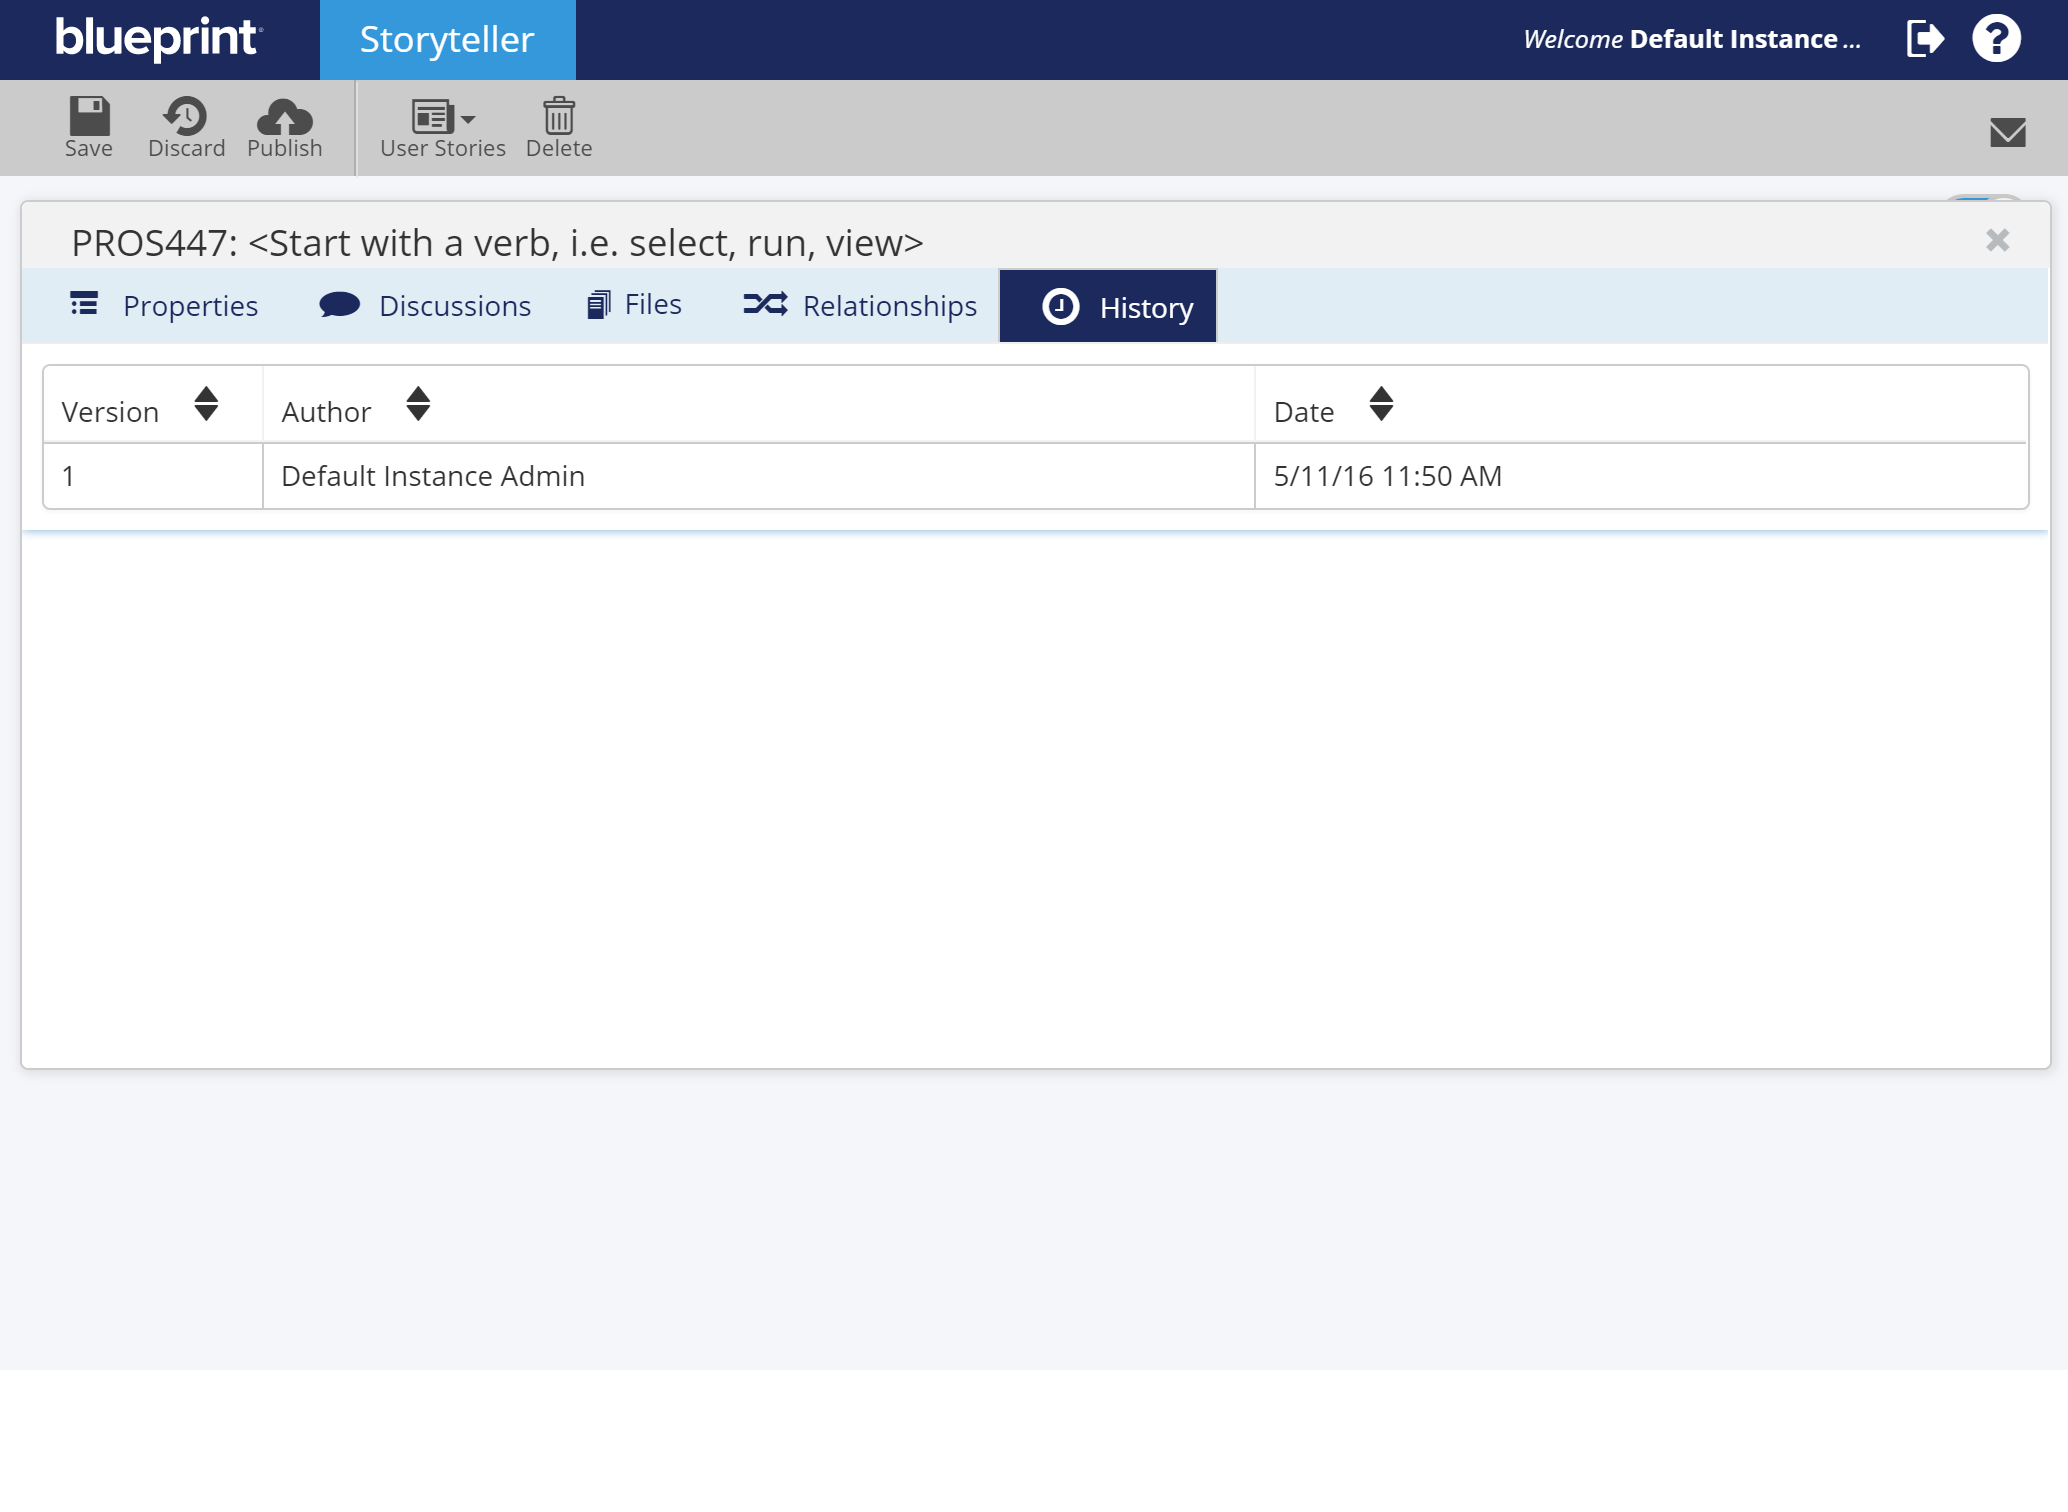 blueprint
Storyteller
Welcome Default Instance ...
Save
Discard
Publish
User Stories
Delete
PROS447: <Start with a verb, i.e. select, run, view>
Properties
Discussions
Files
Relationships
History
Version
Author
Date
1
Default Instance Admin
5/11/16 11:50 AM